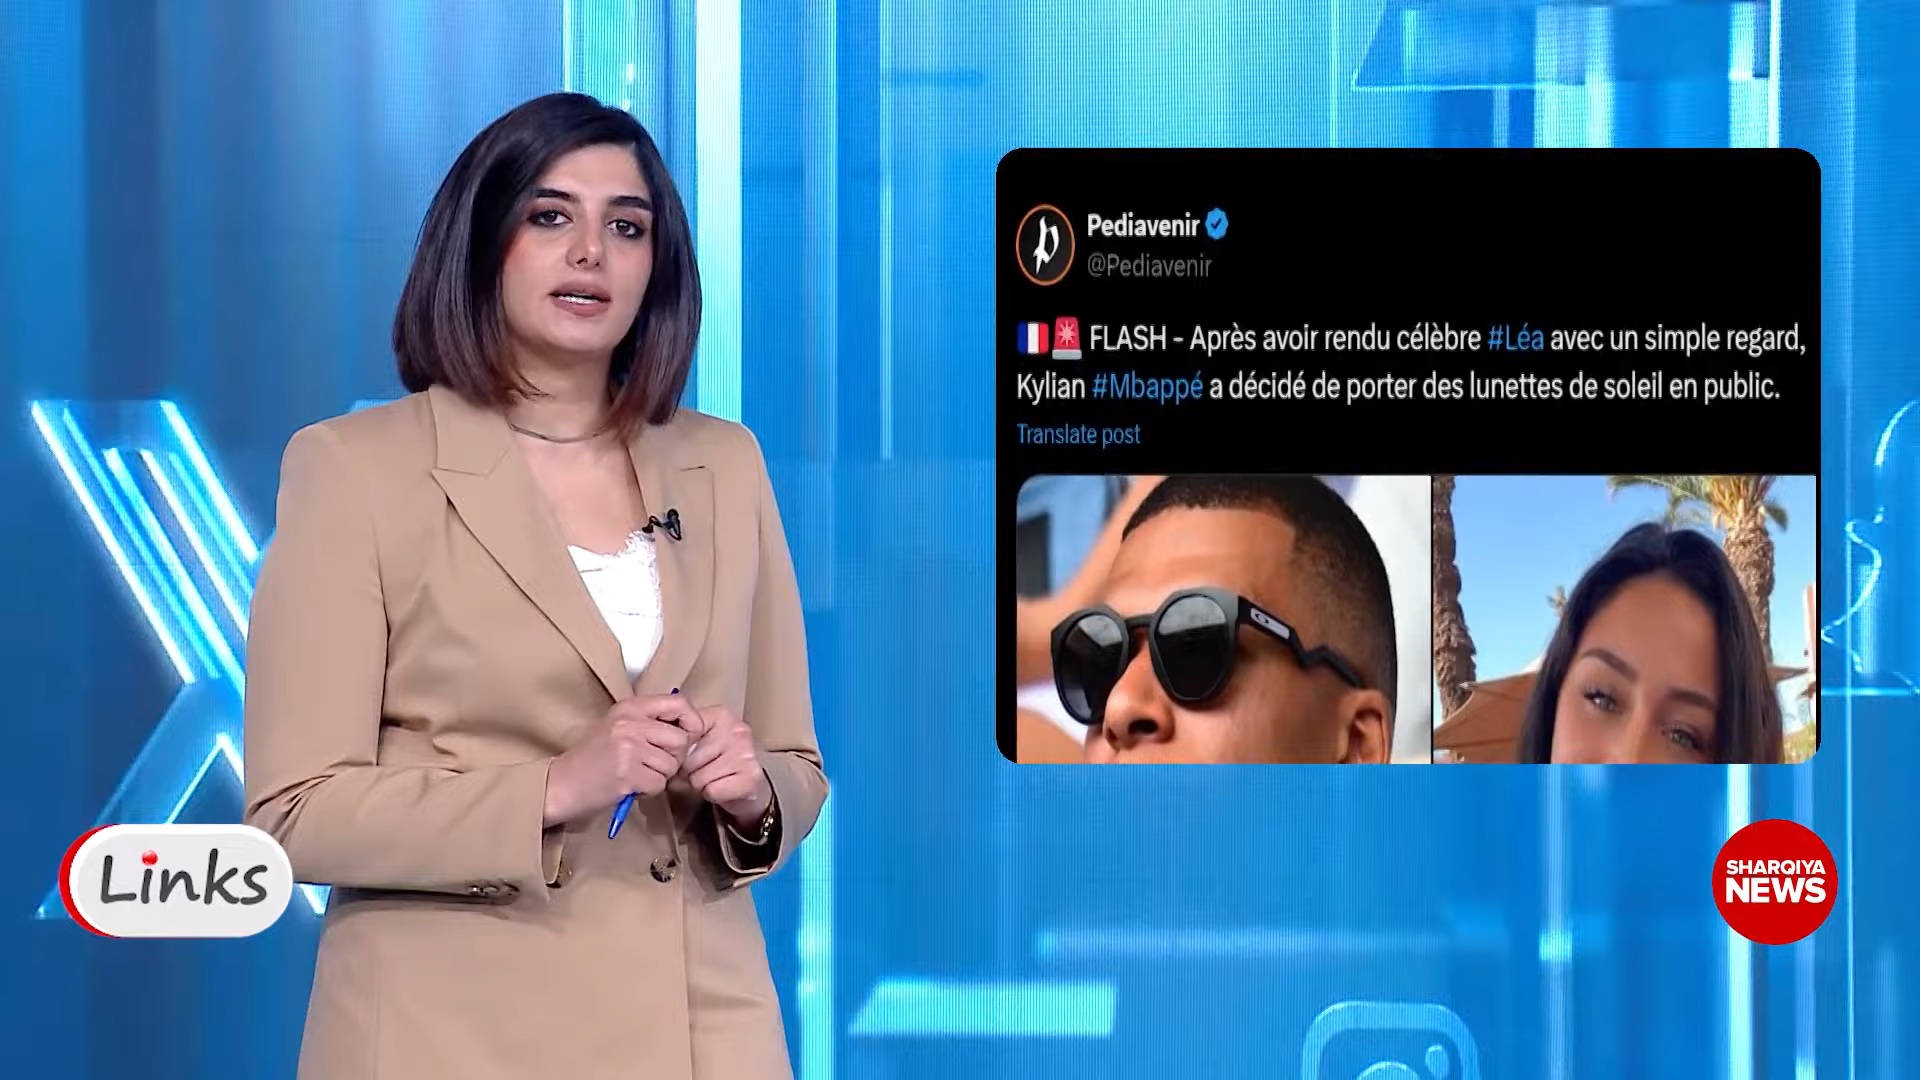 Pediavenir
@Pediavenir
FLASH - Après avoir rendu célèbre #Léa avec un simple regard,
Kylian #Mbappé a décidé de porter des lunettes de soleil en public.
Translate post
Links
SHARQIYA
NEWS